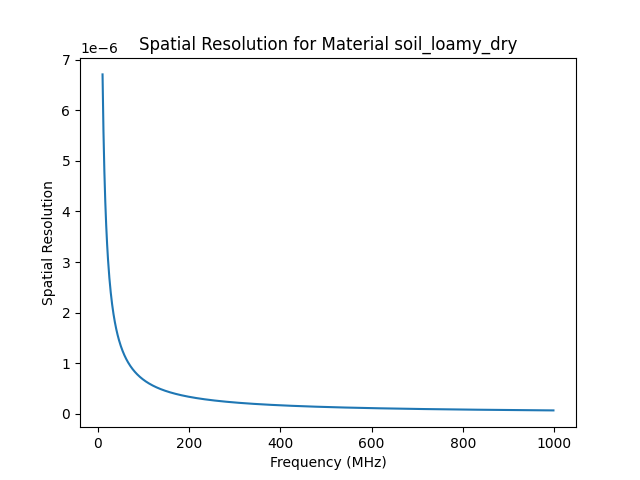 Spatial Resolution for Material soil_loamy_dry
1e−6
7
6
5
4
3
2
1
0
Spatial Resolution
0 200 400 600 800 1000
Frequency (MHz)